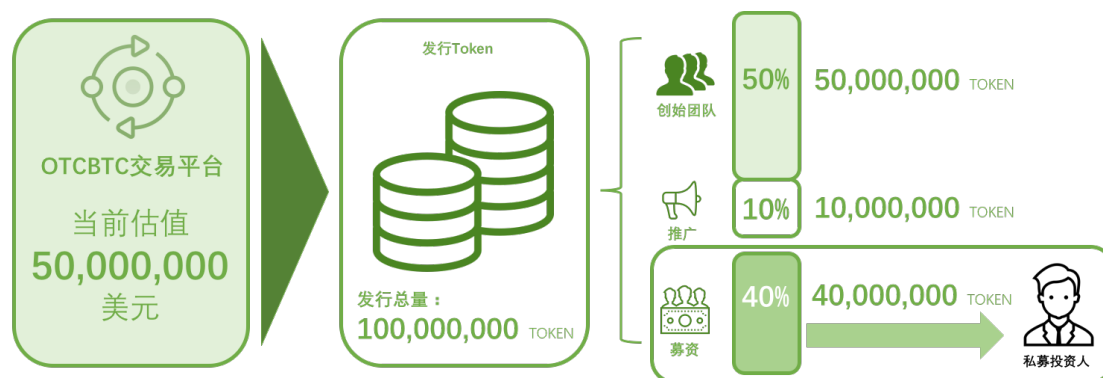 OTCBTC交易平台
当前估值
50,000,000
美元
发行Token
发行总量：
100,000,000 TOKEN
创始团队
50%
50,000,000 TOKEN
推广
10%
10,000,000 TOKEN
募资
40%
40,000,000 TOKEN
私募投资人